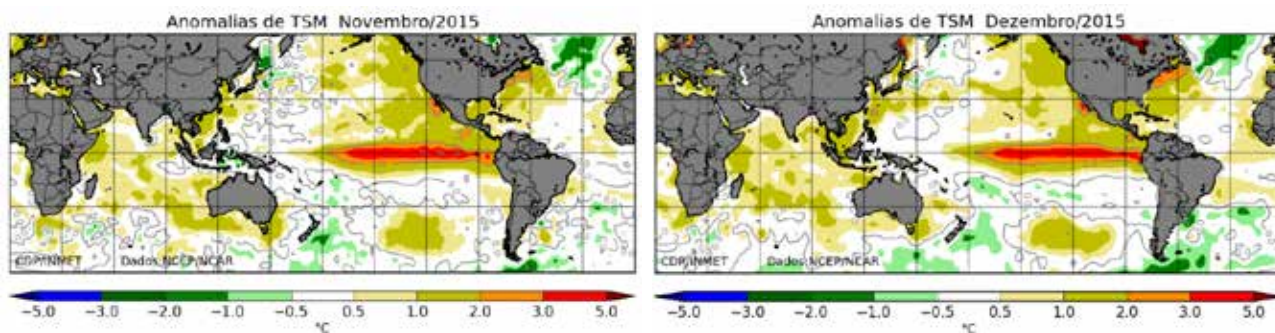 Anomalias de TSM Novembro/2015
CDP/INMET Dados NCEP/NCAR
−5.0 −3.0 −2.0 −1.0 −0.5 0.5 1.0 2.0 3.0 5.0
°C
Anomalias de TSM Dezembro/2015
CDP/INMET Dados NCEP/NCAR
−5.0 −3.0 −2.0 −1.0 −0.5 0.5 1.0 2.0 3.0 5.0
°C